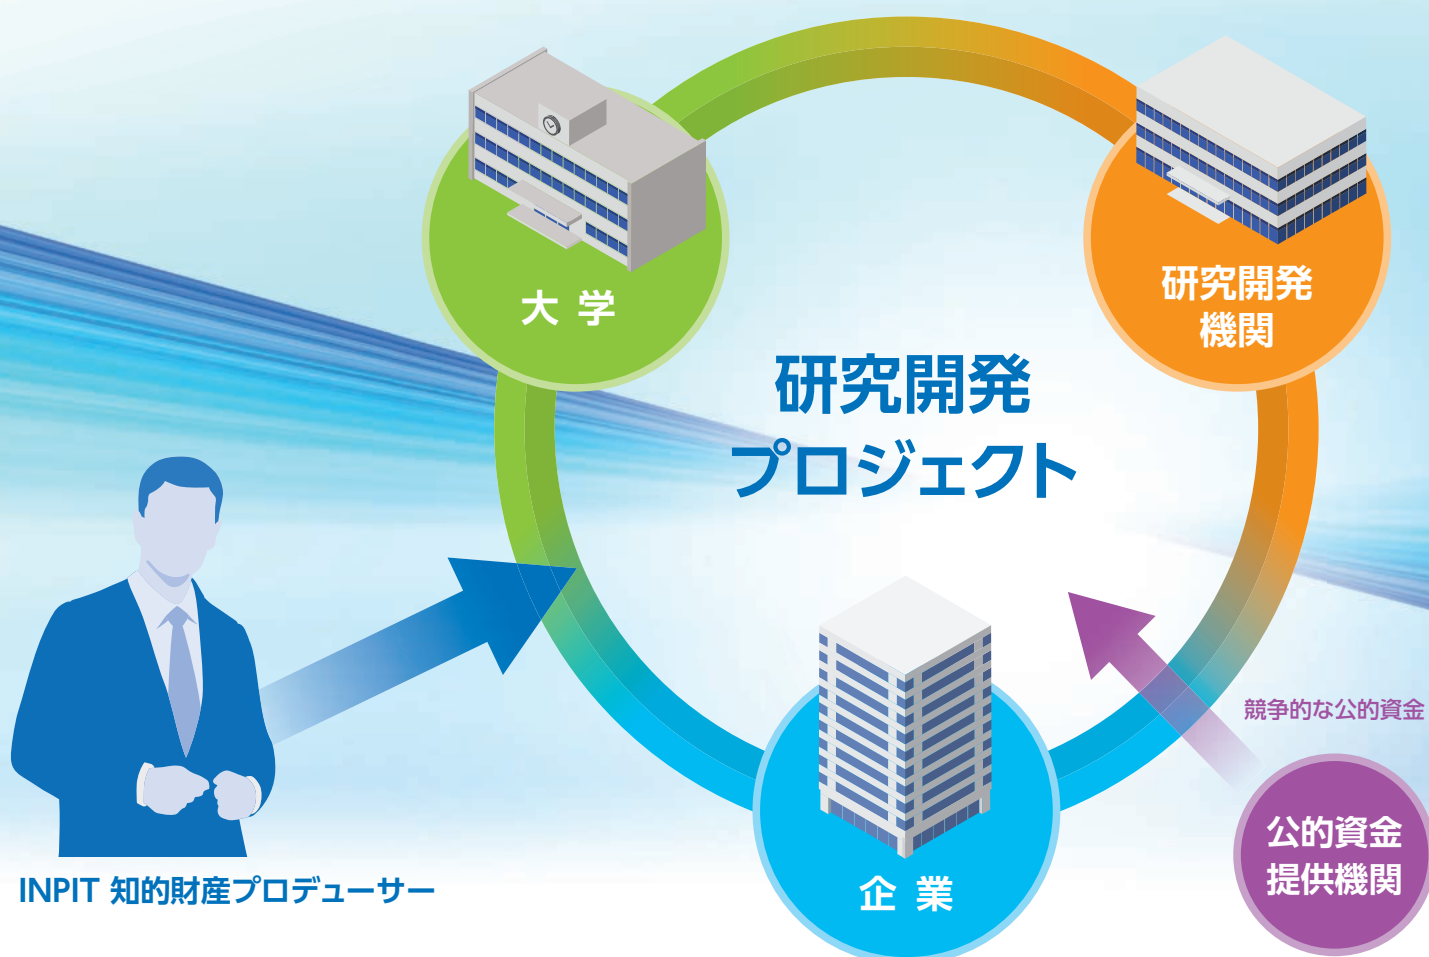 大 学
研究開発
機関
研究開発
プロジェクト
競争的な公的資金
公的資金
提供機関
企 業
INPIT 知的財産プロデューサー